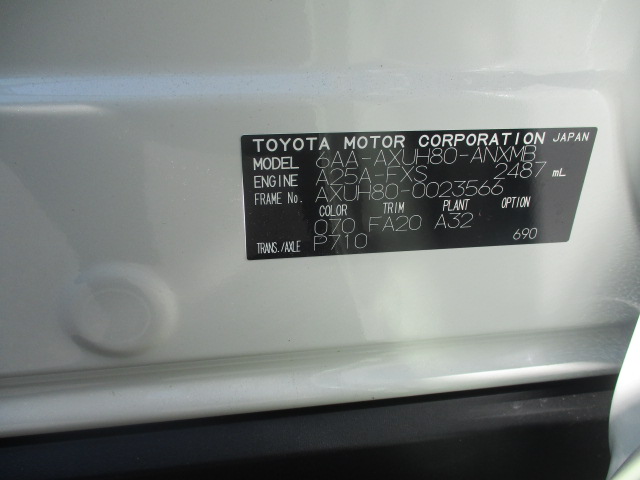 TOYOTA MOTOR CORPORATION JAPAN
MODEL 6AA-AXUH80-ANXMB
ENGINE A25A-FXS 2487 mL
FRAME No. AXUH80-0023566
COLOR TRIM PLANT OPTION
070 FA20 A32
TRANS./AXLE P710 690